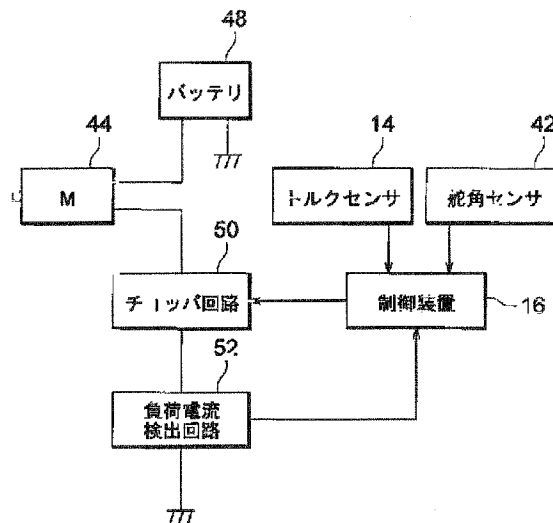 48
バッテリ
44
M
14
トルクセンサ
42
舵角センサ
50
チョッパ回路
制御装置
16
52
負荷電流
検出回路